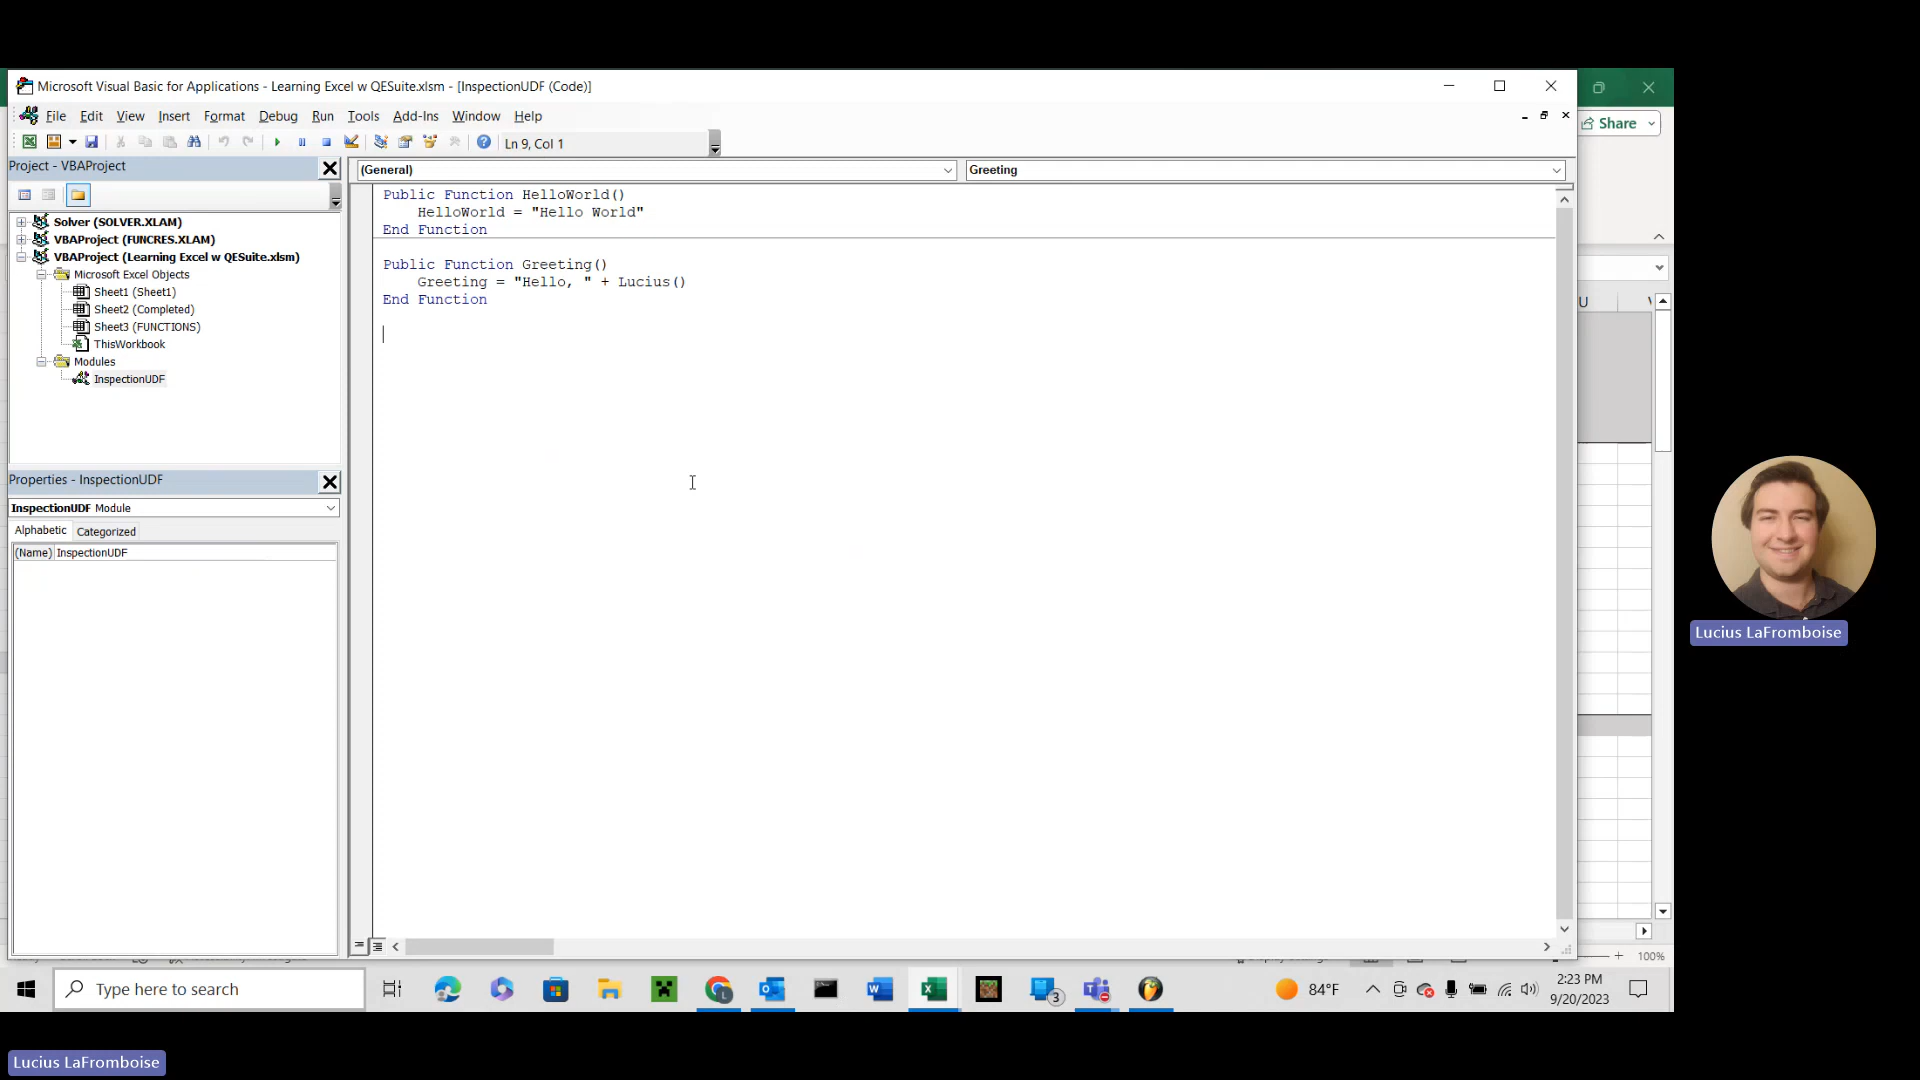 Microsoft Visual Basic for Applications - Learning Excel w QESuite.xlsm - [InspectionUDF (Code)]
File Edit View Insert Format Debug Run Tools Add-Ins Window Help
Share
Ln 9, Col 1
Project - VBAProject
(General)
Greeting
Solver (SOLVER.XLAM)
VBAProject (FUNCRES.XLAM)
VBAProject (Learning Excel w QESuite.xlsm)
Microsoft Excel Objects
Sheet1 (Sheet1)
Sheet2 (Completed)
Sheet3 (FUNCTIONS)
ThisWorkbook
Modules
InspectionUDF
Public Function HelloWorld()
HelloWorld = "Hello World"
End Function
Public Function Greeting()
Greeting = "Hello, " + Lucius()
End Function
U
Properties - InspectionUDF
InspectionUDF Module
Alphabetic Categorized
(Name) InspectionUDF
Lucius LaFromboise
100%
Type here to search
3
84°F
2:23 PM
9/20/2023
Lucius LaFromboise